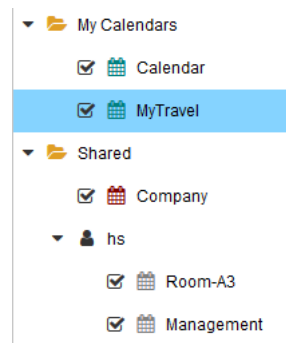 My Calendars
Calendar
MyTravel
Shared
Company
hs
Room-A3
Management